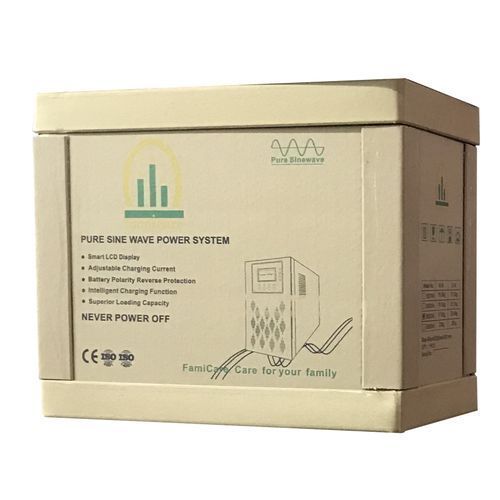 Pure Sinewave
PURE SINE WAVE POWER SYSTEM
Smart LCD Display
Adjustable Charging Current
Battery Polarity Reverse Protection
Intelligent Charging Function
Superior Loading Capacity
NEVER POWER OFF
CE ISO ISO
FamiCare Care for your family